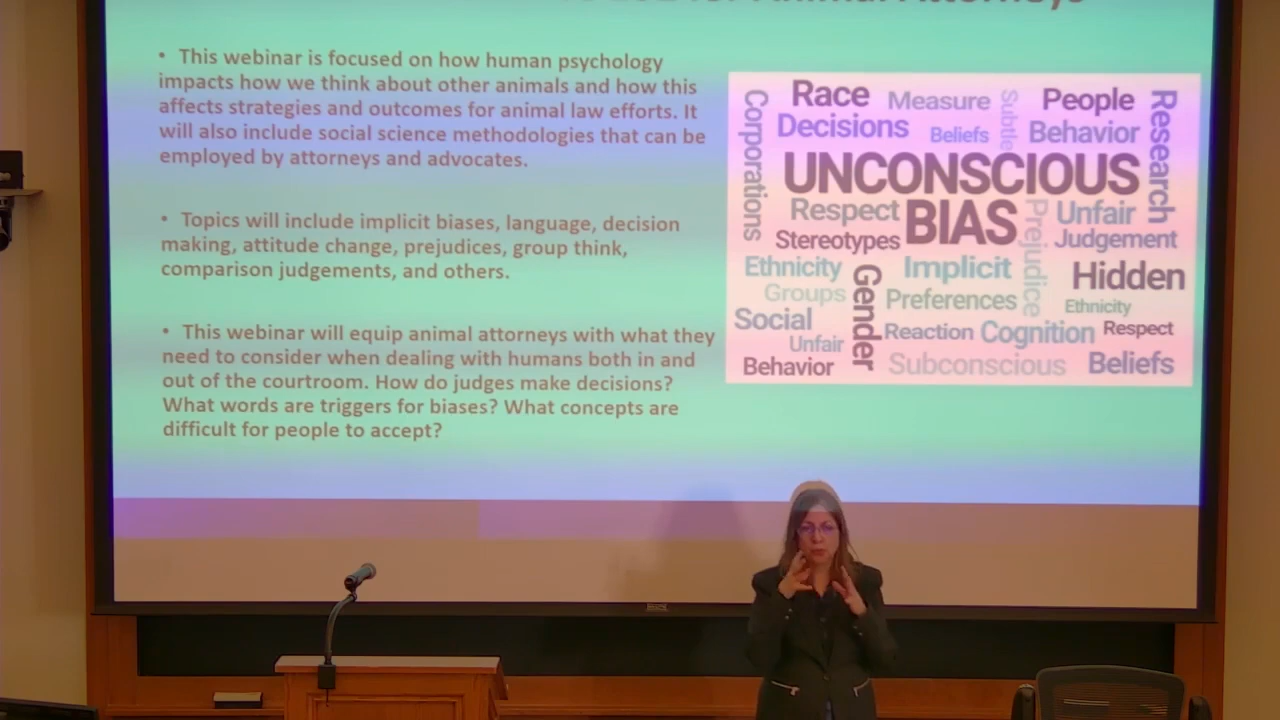 for Animal Attorneys
• This webinar is focused on how human psychology
impacts how we think about other animals and how this
affects strategies and outcomes for animal law efforts. It
will also include social science methodologies that can be
employed by attorneys and advocates.
• Topics will include implicit biases, language, decision
making, attitude change, prejudices, group think,
comparison judgements, and others.
• This webinar will equip animal attorneys with what they
need to consider when dealing with humans both in and
out of the courtroom. How do judges make decisions?
What words are triggers for biases? What concepts are
difficult for people to accept?
Corporations
Race
Measure
Subtle
People
Research
Decisions
Beliefs
Behavior
UNCONSCIOUS
Respect
BIAS
Prejudice
Unfair
Stereotypes
Judgement
Ethnicity
Gender
Implicit
Hidden
Groups
Preferences
Ethnicity
Social
Reaction
Cognition
Respect
Unfair
Behavior
Subconscious
Beliefs